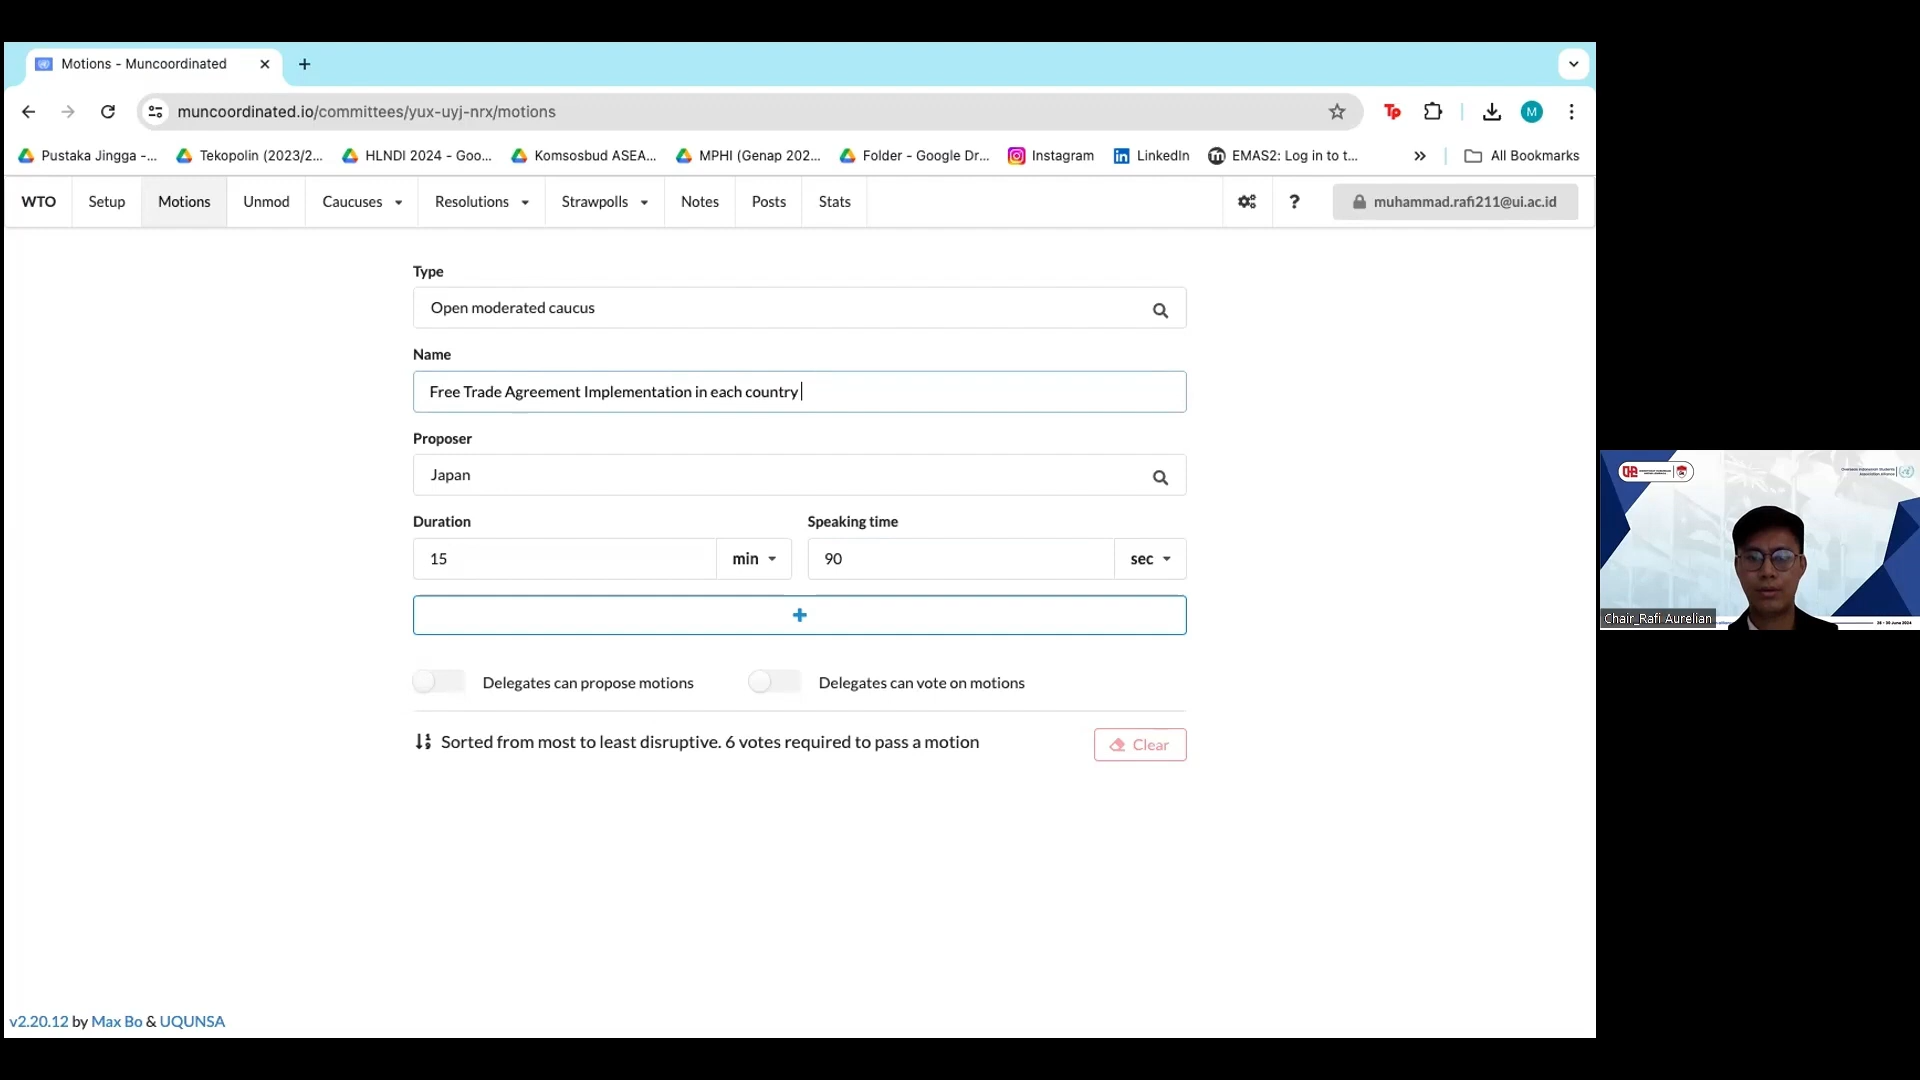 Motions - Muncoordinated
muncoordinated.io/committees/yux-uyj-nrx/motions
Pustaka Jingga -... Tekopolin (2023/2... HLNDI 2024 - Goo... Komsosbud ASEA... MPHI (Genap 202... Folder - Google Dr... Instagram LinkedIn EMAS2: Log in to t... All Bookmarks
WTO Setup Motions Unmod Caucuses Resolutions Strawpolls Notes Posts Stats ? muhammad.rafi211@ui.ac.id
Type
Open moderated caucus
Name
Free Trade Agreement Implementation in each country
Proposer
Japan
Duration Speaking time
15 min 90 sec
Delegates can propose motions Delegates can vote on motions
Sorted from most to least disruptive. 6 votes required to pass a motion Clear
v2.20.12 by Max Bo & UQUNSA
Chair_Rafi Aurelian
28 - 30 June 2024